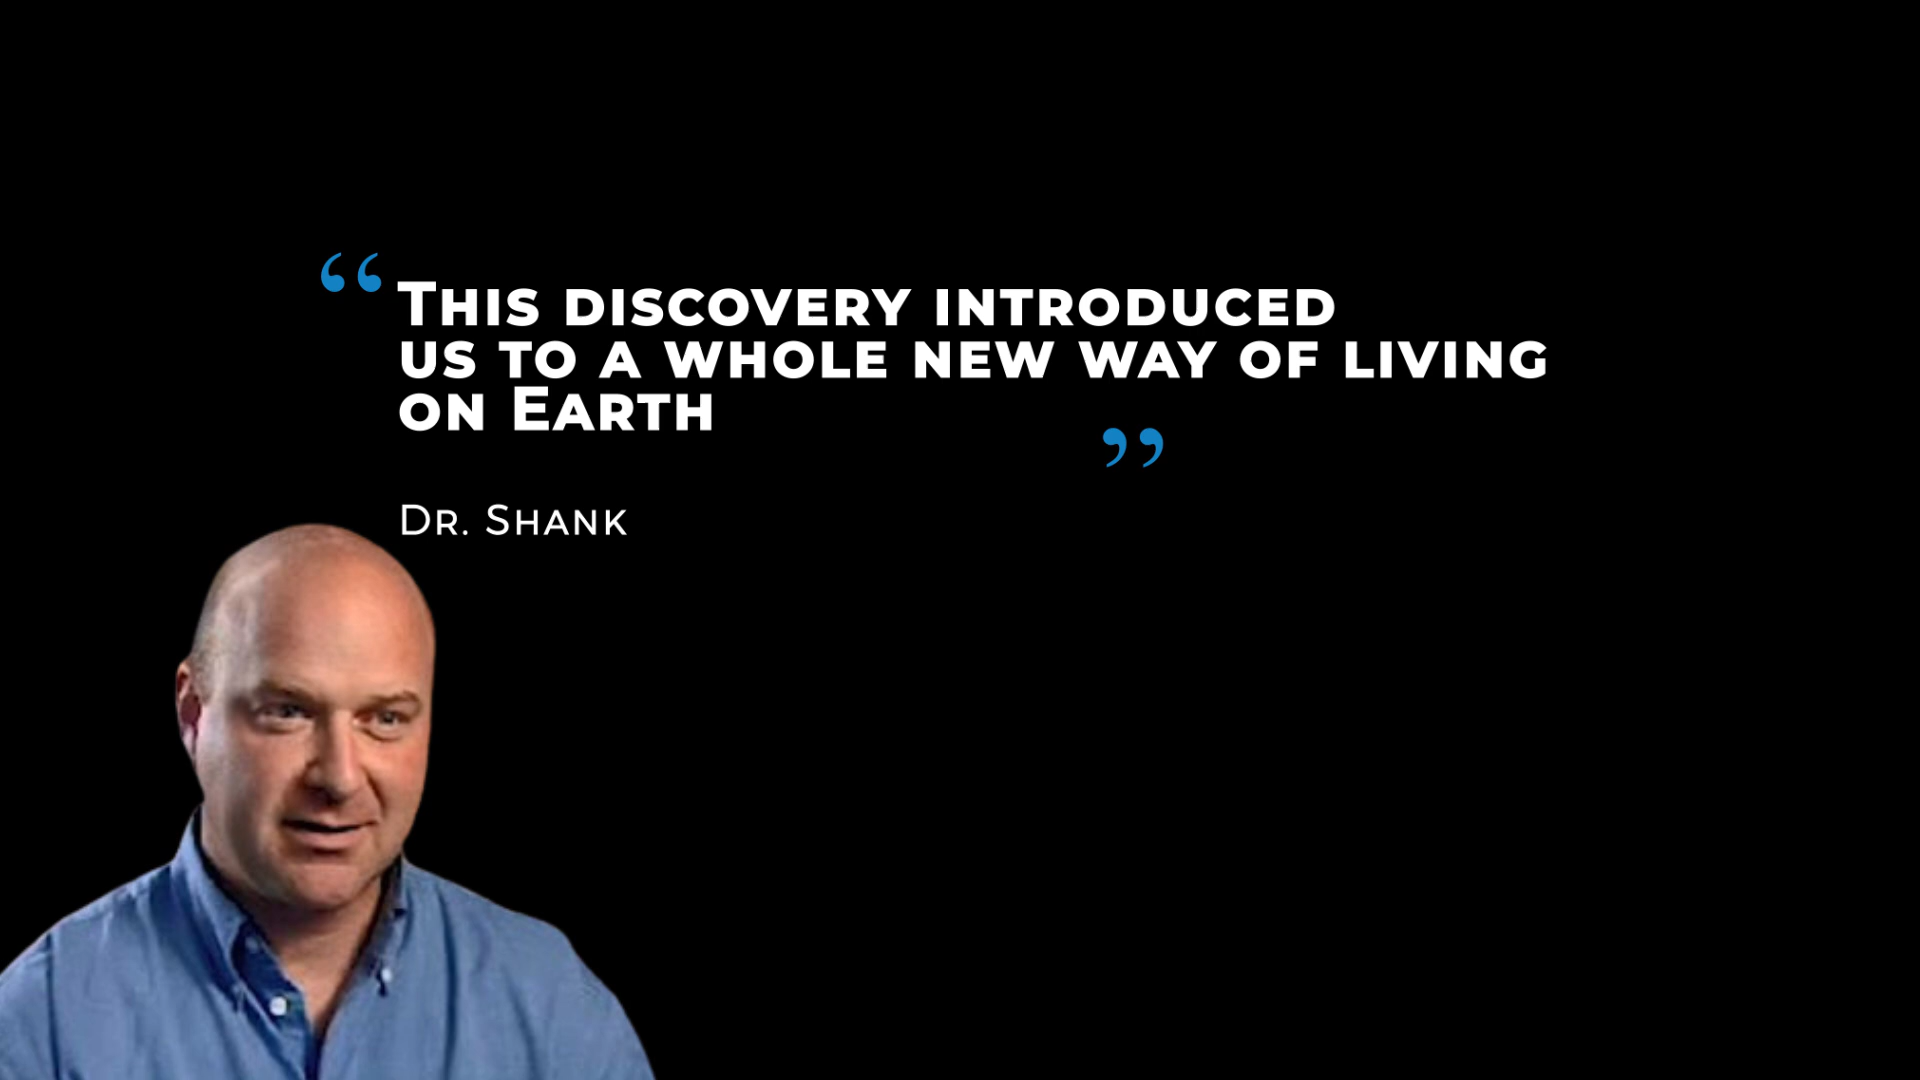 “ This discovery introduced
us to a whole new way of living
on Earth ”
Dr. Shank